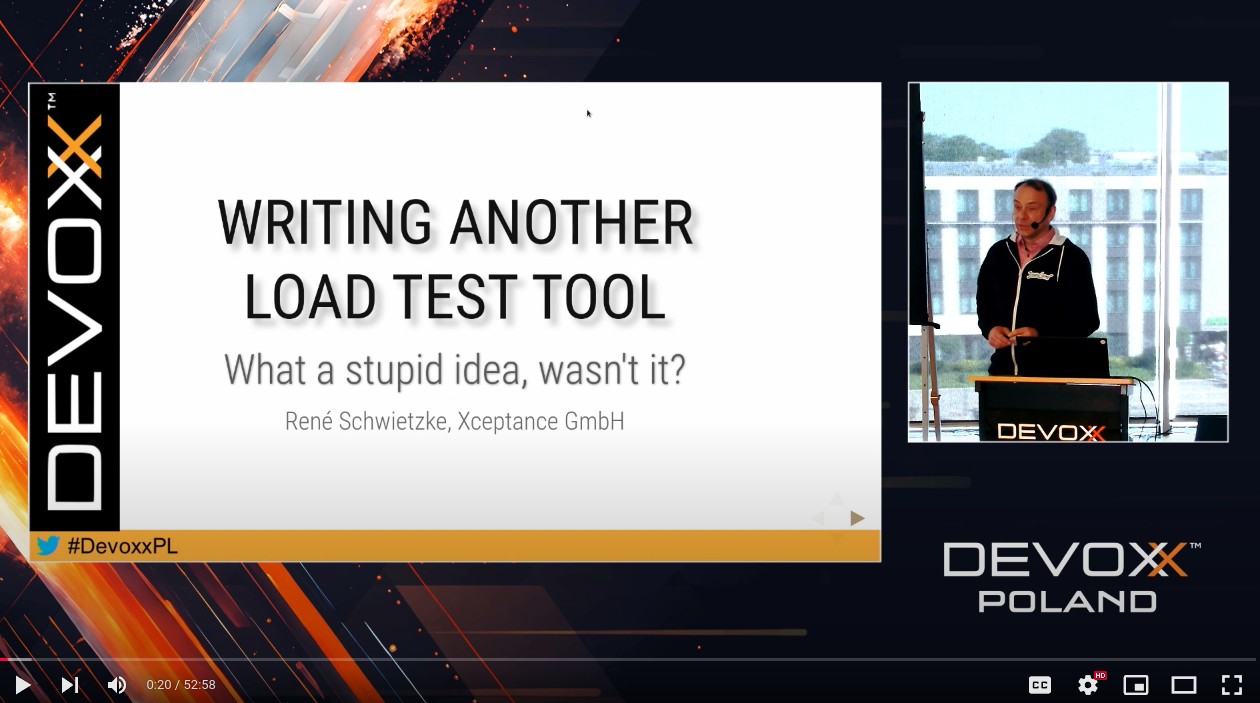 DEVOXX™
WRITING ANOTHER
LOAD TEST TOOL
What a stupid idea, wasn't it?
René Schwietzke, Xceptance GmbH
#DevoxxPL
DEVOXX
DEVOXX™
POLAND
0:20 / 52:58
CC
HD